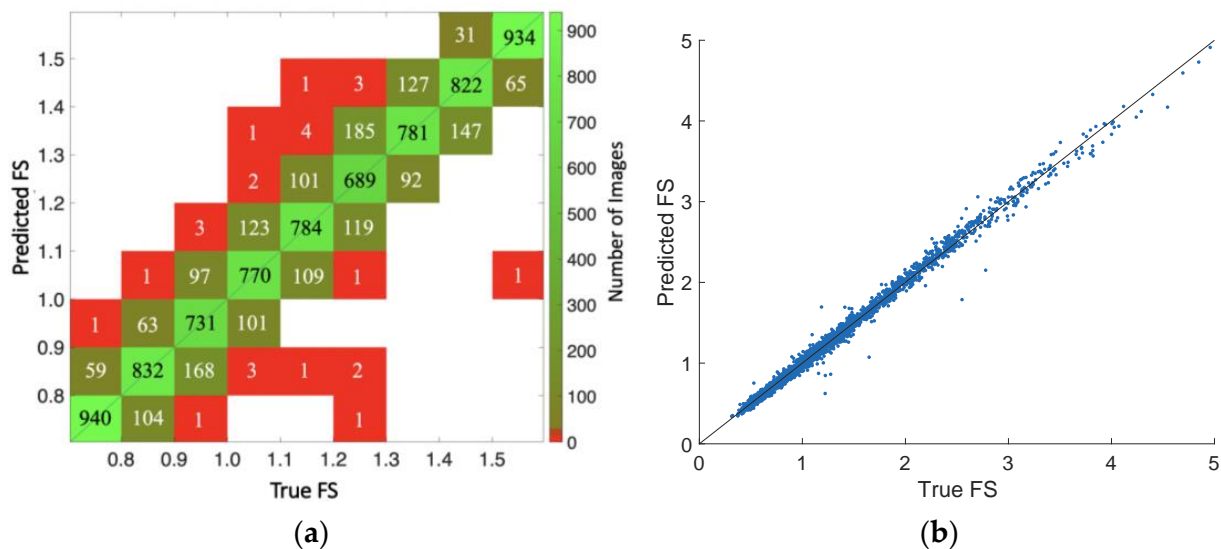 1.5
1.4
1.3
1.2
1.1
1.0
0.9
0.8
Predicted FS
31 934
1 3 127 822 65
1 4 185 781 147
2 101 689 92
3 123 784 119
1 97 770 109 1 1
1 63 731 101
59 832 168 3 1 2
940 104 1 1
0.8 0.9 1.0 1.1 1.2 1.3 1.4 1.5
True FS
900
800
700
600
500
400
300
200
100
0
Number of Images
(a)
5
4
3
2
1
0
Predicted FS
0 1 2 3 4 5
True FS
(b)